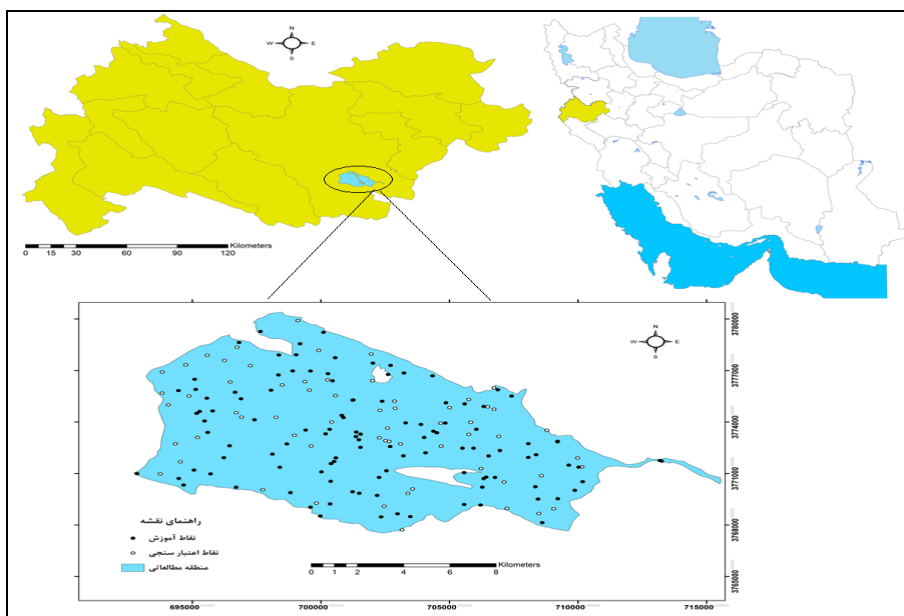 N
W E
S
Kilometers
0 15 30 60 90 120
N
W E
S
3780000
3777000
3774000
3771000
3768000
3765000
راهنمای نقشه
نقاط آموزش
نقاط اعتبار سنجی
منطقه مطالعاتی
Kilometers
0 1 2 4 6 8
695000 700000 705000 710000 715000